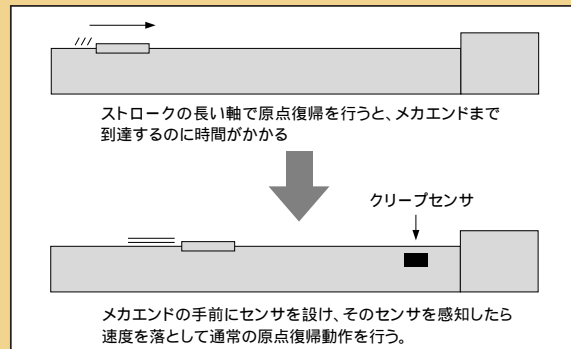 ストロークの長い軸で原点復帰を行うと、メカエンドまで
到達するのに時間がかかる
クリープセンサ
メカエンドの手前にセンサを設け、そのセンサを感知したら
速度を落として通常の原点復帰動作を行う。